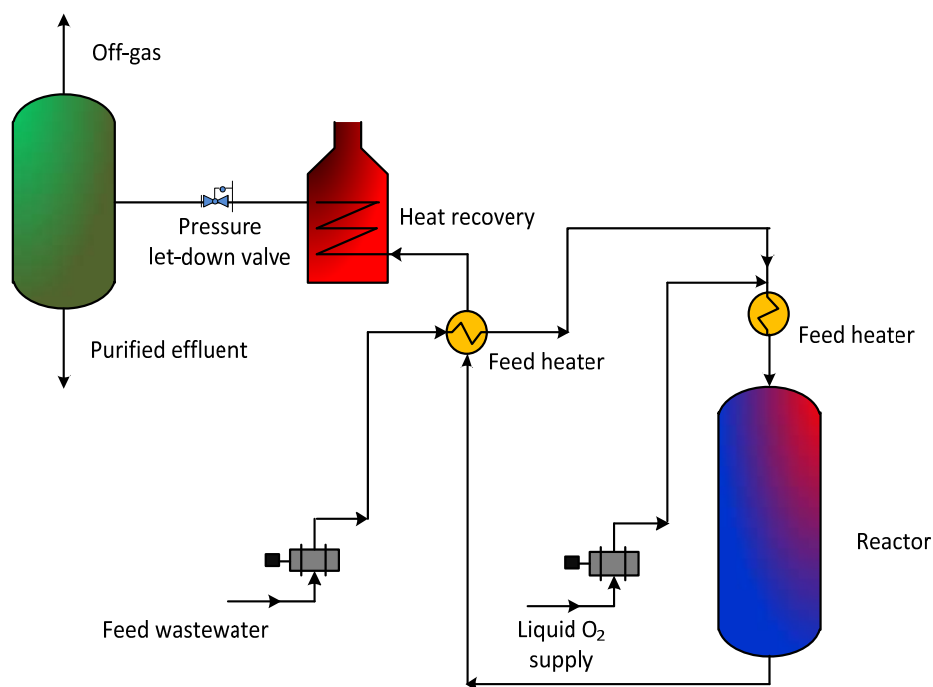 Off-gas
Heat recovery
Pressure
let-down valve
Feed heater
Purified effluent
Feed heater
Reactor
Feed wastewater
Liquid O₂
supply